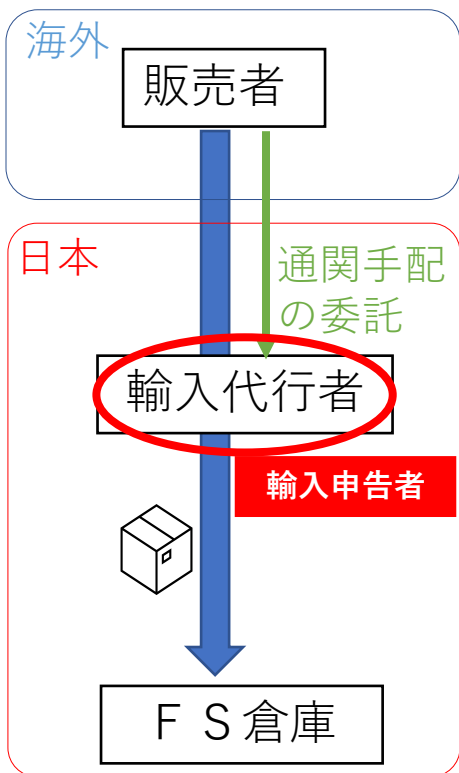 海外
販売者
日本
通関手配
の委託
輸入代行者
輸入申告者
ＦＳ倉庫